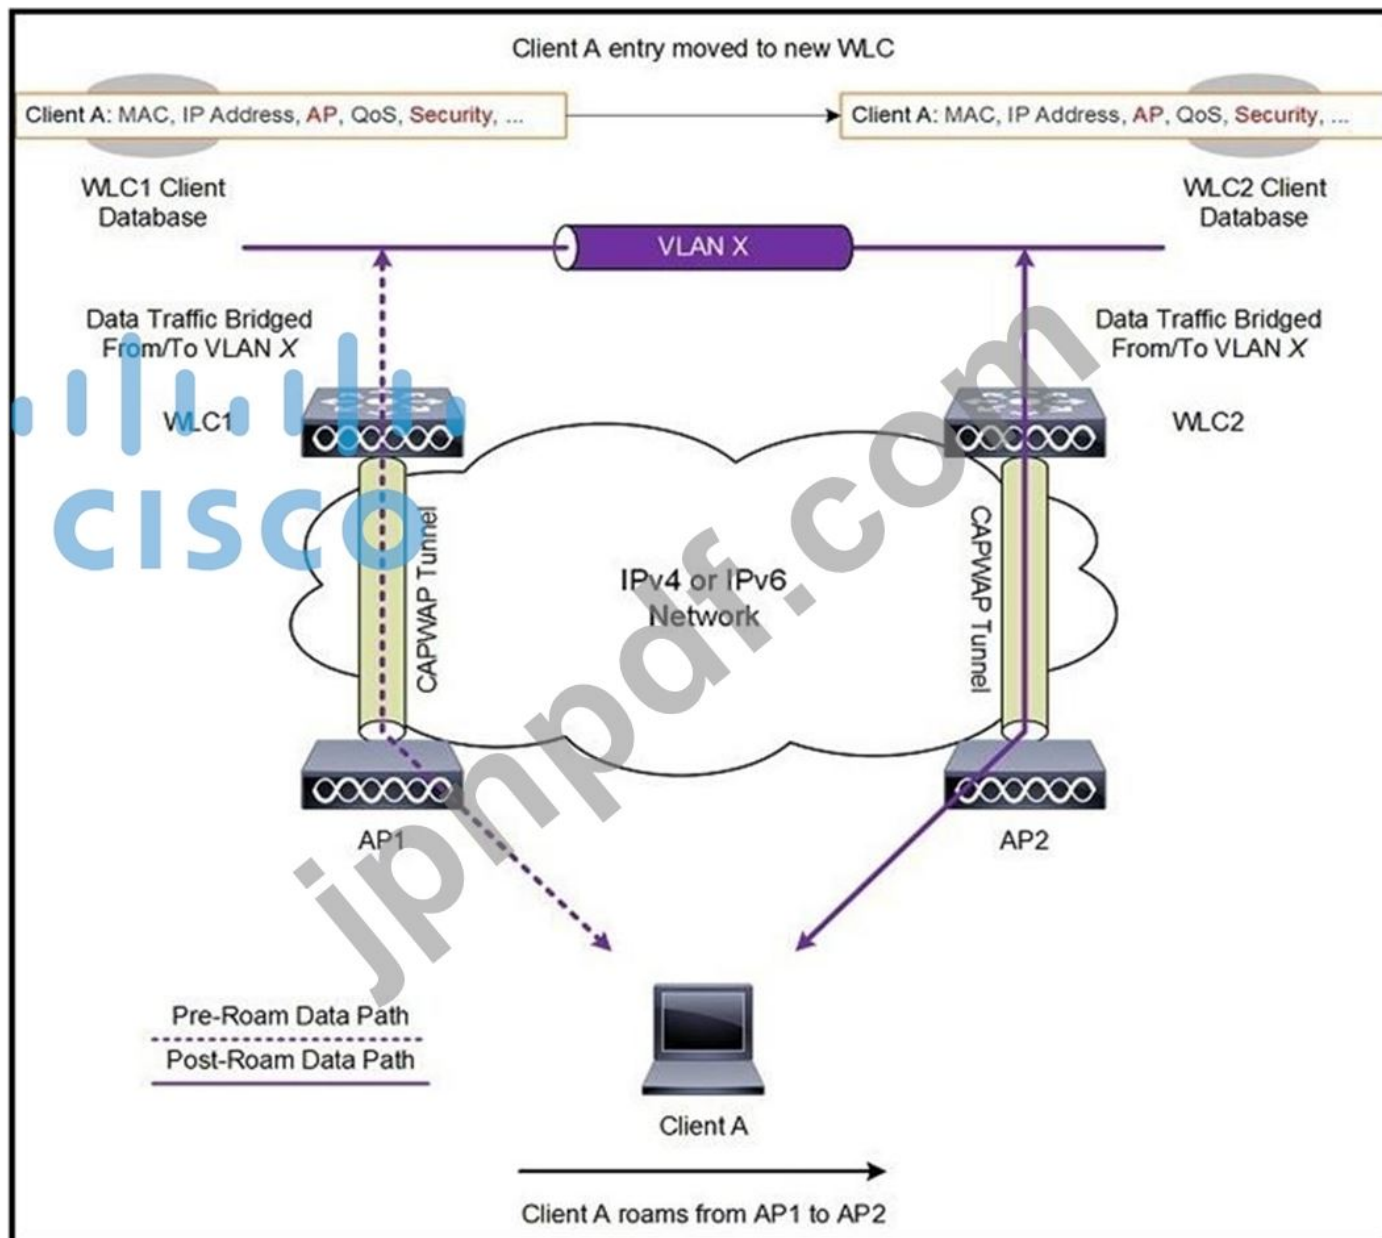 Client A entry moved to new WLC
Client A: MAC, IP Address, AP, QoS, Security, ...
Client A: MAC, IP Address, AP, QoS, Security, ...
WLC1 Client
Database
WLC2 Client
Database
VLAN X
Data Traffic Bridged
From/To VLAN X
Data Traffic Bridged
From/To VLAN X
WLC1
WLC2
CISCO
CAPWAP Tunnel
IPv4 or IPv6
Network
CAPWAP Tunnel
jpnpdf.com
AP1
AP2
Pre-Roam Data Path
Post-Roam Data Path
Client A
Client A roams from AP1 to AP2